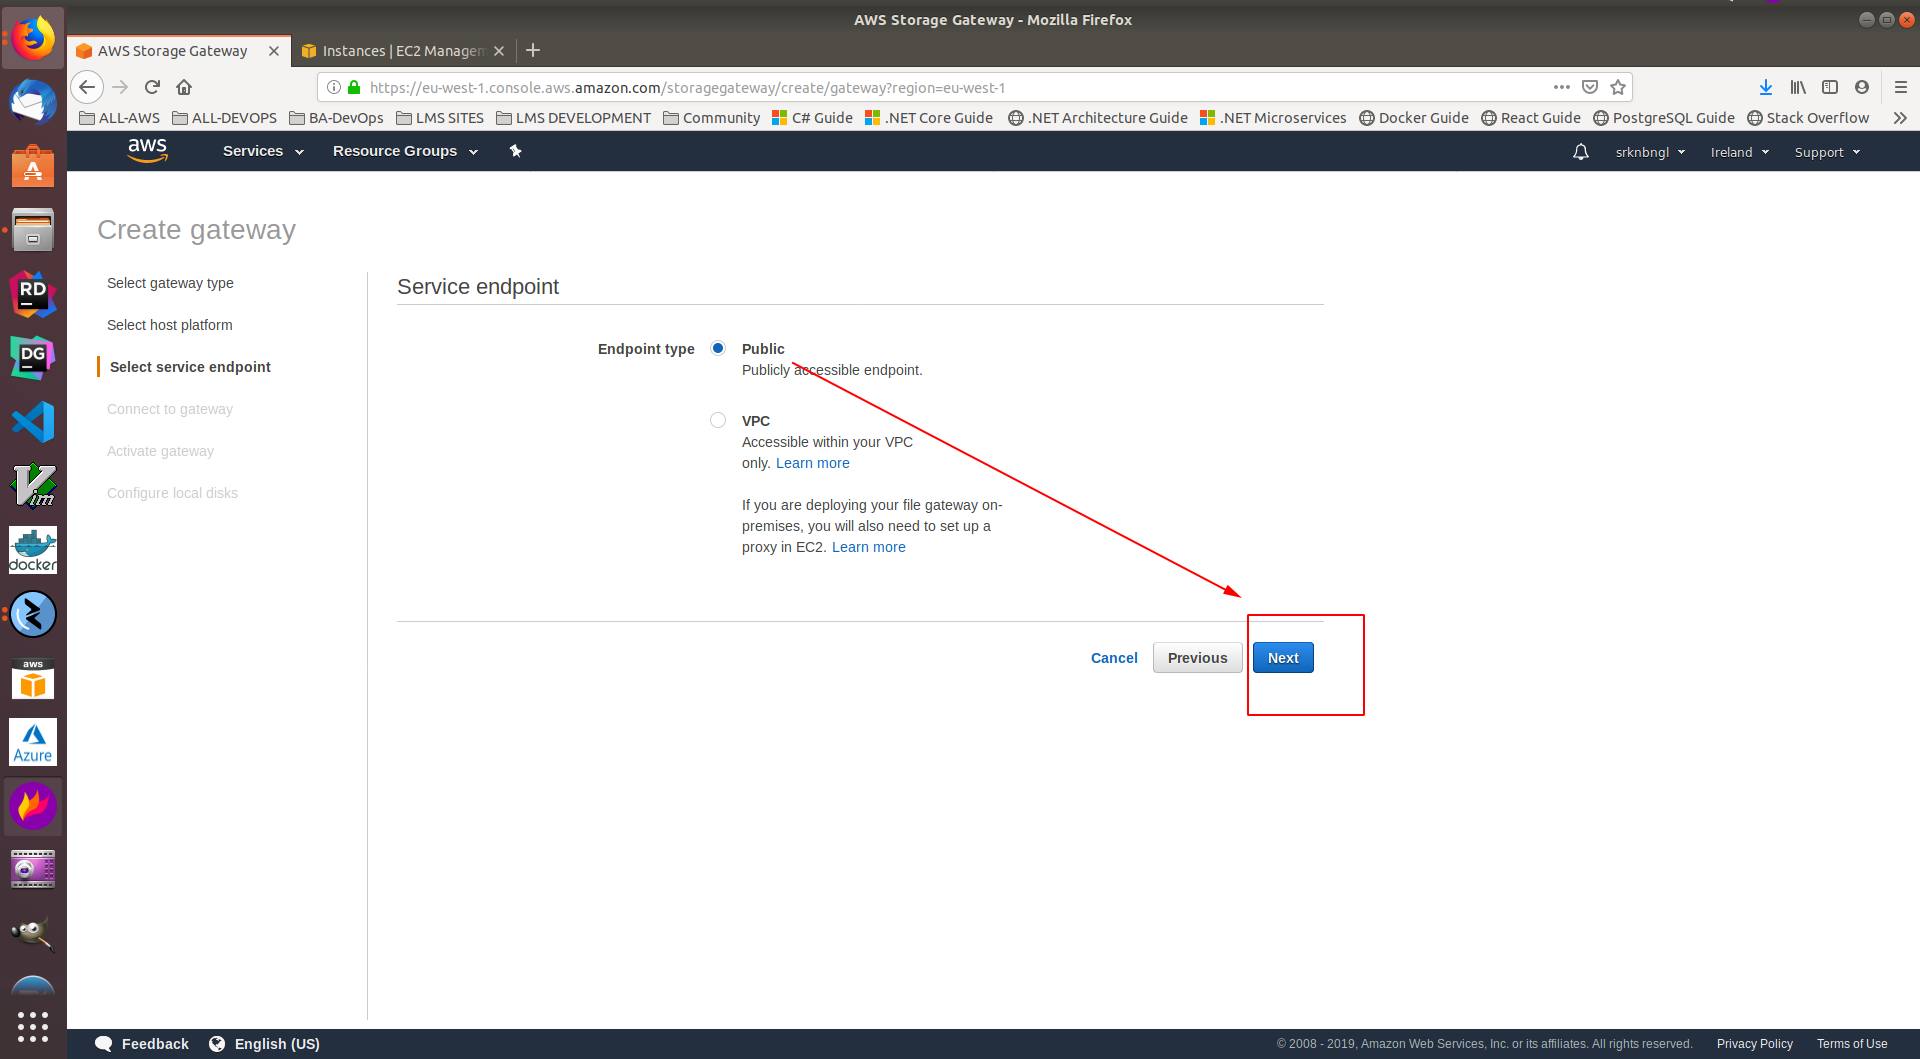 AWS Storage Gateway - Mozilla Firefox
AWS Storage Gateway
Instances | EC2 Managem
https://eu-west-1.console.aws.amazon.com/storagegateway/create/gateway?region=eu-west-1
ALL-AWS ALL-DEVOPS BA-DevOps LMS SITES LMS DEVELOPMENT Community C# Guide .NET Core Guide .NET Architecture Guide .NET Microservices Docker Guide React Guide PostgreSQL Guide Stack Overflow
aws Services Resource Groups srknbngl Ireland Support
Create gateway
Select gateway type
Select host platform
Select service endpoint
Connect to gateway
Activate gateway
Configure local disks
Service endpoint
Endpoint type
Public
Publicly accessible endpoint.
VPC
Accessible within your VPC
only. Learn more
If you are deploying your file gateway on-
premises, you will also need to set up a
proxy in EC2. Learn more
Cancel Previous Next
RD
DG
Vim
docker
aws
Azure
Feedback English (US)
© 2008 - 2019, Amazon Web Services, Inc. or its affiliates. All rights reserved. Privacy Policy Terms of Use